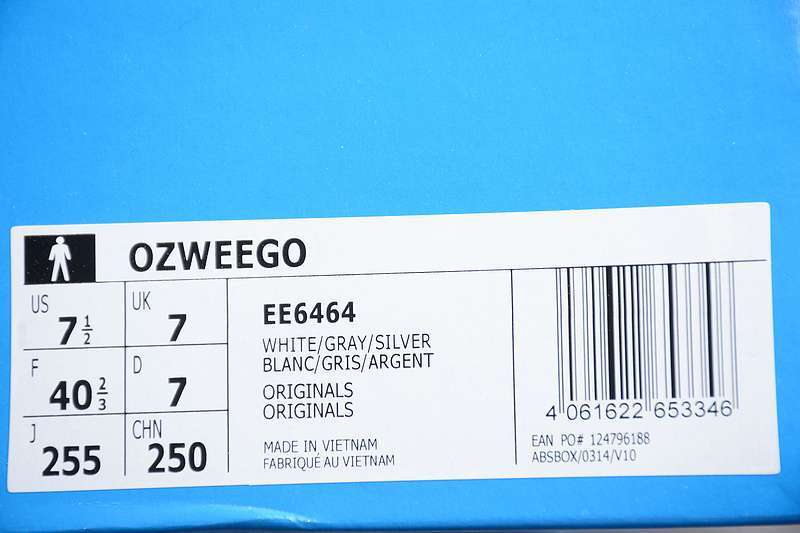 OZWEEGO
US 7 1/2
UK 7
F 40 2/3
D 7
J 255
CHN 250
EE6464
WHITE/GRAY/SILVER
BLANC/GRIS/ARGENT
ORIGINALS
ORIGINALS
MADE IN VIETNAM
FABRIQUÉ AU VIETNAM
4 061622 653346
EAN PO# 124796188
ABSBOX/0314/V10